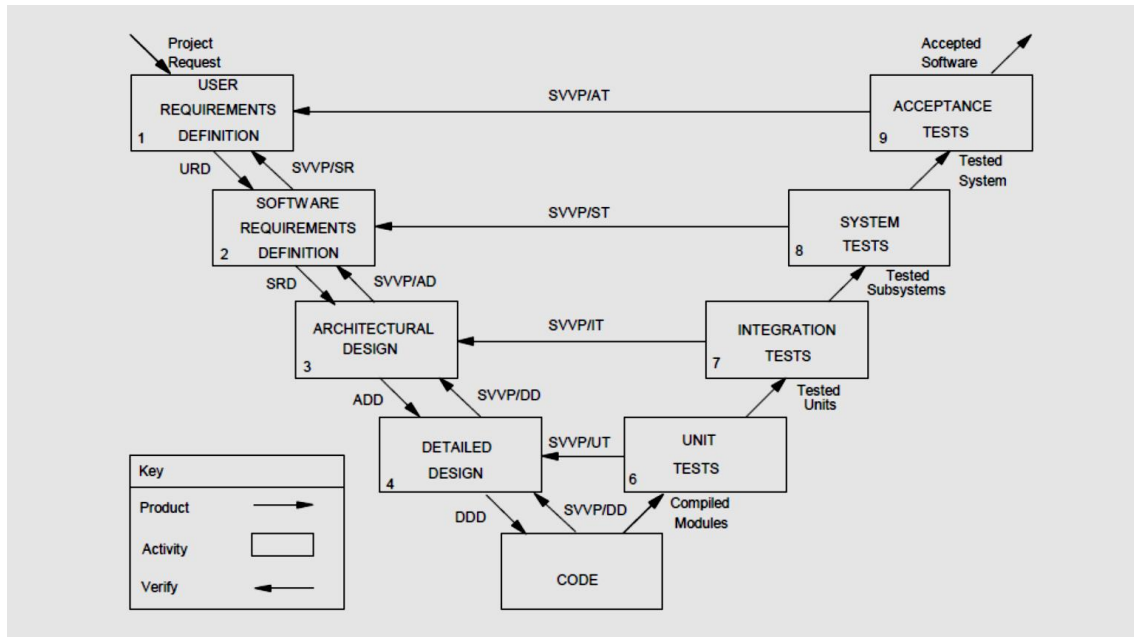 Project
Request
Accepted
Software
USER
REQUIREMENTS
DEFINITION
1
SVVP/AT
ACCEPTANCE
TESTS
9
URD
SVVP/SR
Tested
System
SOFTWARE
REQUIREMENTS
DEFINITION
2
SVVP/ST
SYSTEM
TESTS
8
SRD
SVVP/AD
Tested
Subsystems
ARCHITECTURAL
DESIGN
3
SVVP/IT
INTEGRATION
TESTS
7
ADD
SVVP/DD
Tested
Units
DETAILED
DESIGN
4
SVVP/UT
UNIT
TESTS
6
DDD
SVVP/DD
Compiled
Modules
CODE
Key
Product
Activity
Verify